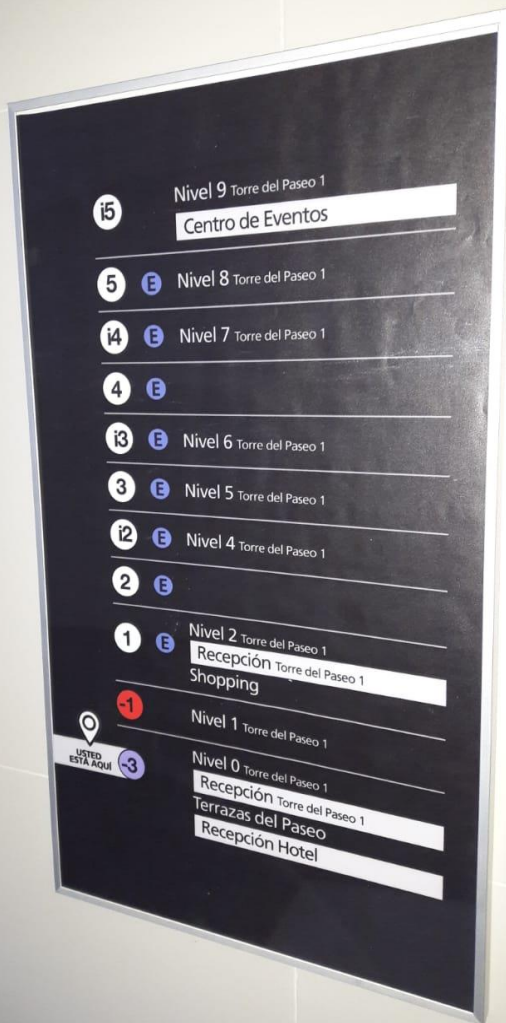 i5 Nivel 9 Torre del Paseo 1
Centro de Eventos
5 E Nivel 8 Torre del Paseo 1
i4 E Nivel 7 Torre del Paseo 1
4 E
i3 E Nivel 6 Torre del Paseo 1
3 E Nivel 5 Torre del Paseo 1
i2 E Nivel 4 Torre del Paseo 1
2 E
1 E Nivel 2 Torre del Paseo 1
Recepción Torre del Paseo 1
Shopping
-1 Nivel 1 Torre del Paseo 1
USTED
ESTÁ AQUÍ
-3 Nivel 0 Torre del Paseo 1
Recepción Torre del Paseo 1
Terrazas del Paseo
Recepción Hotel